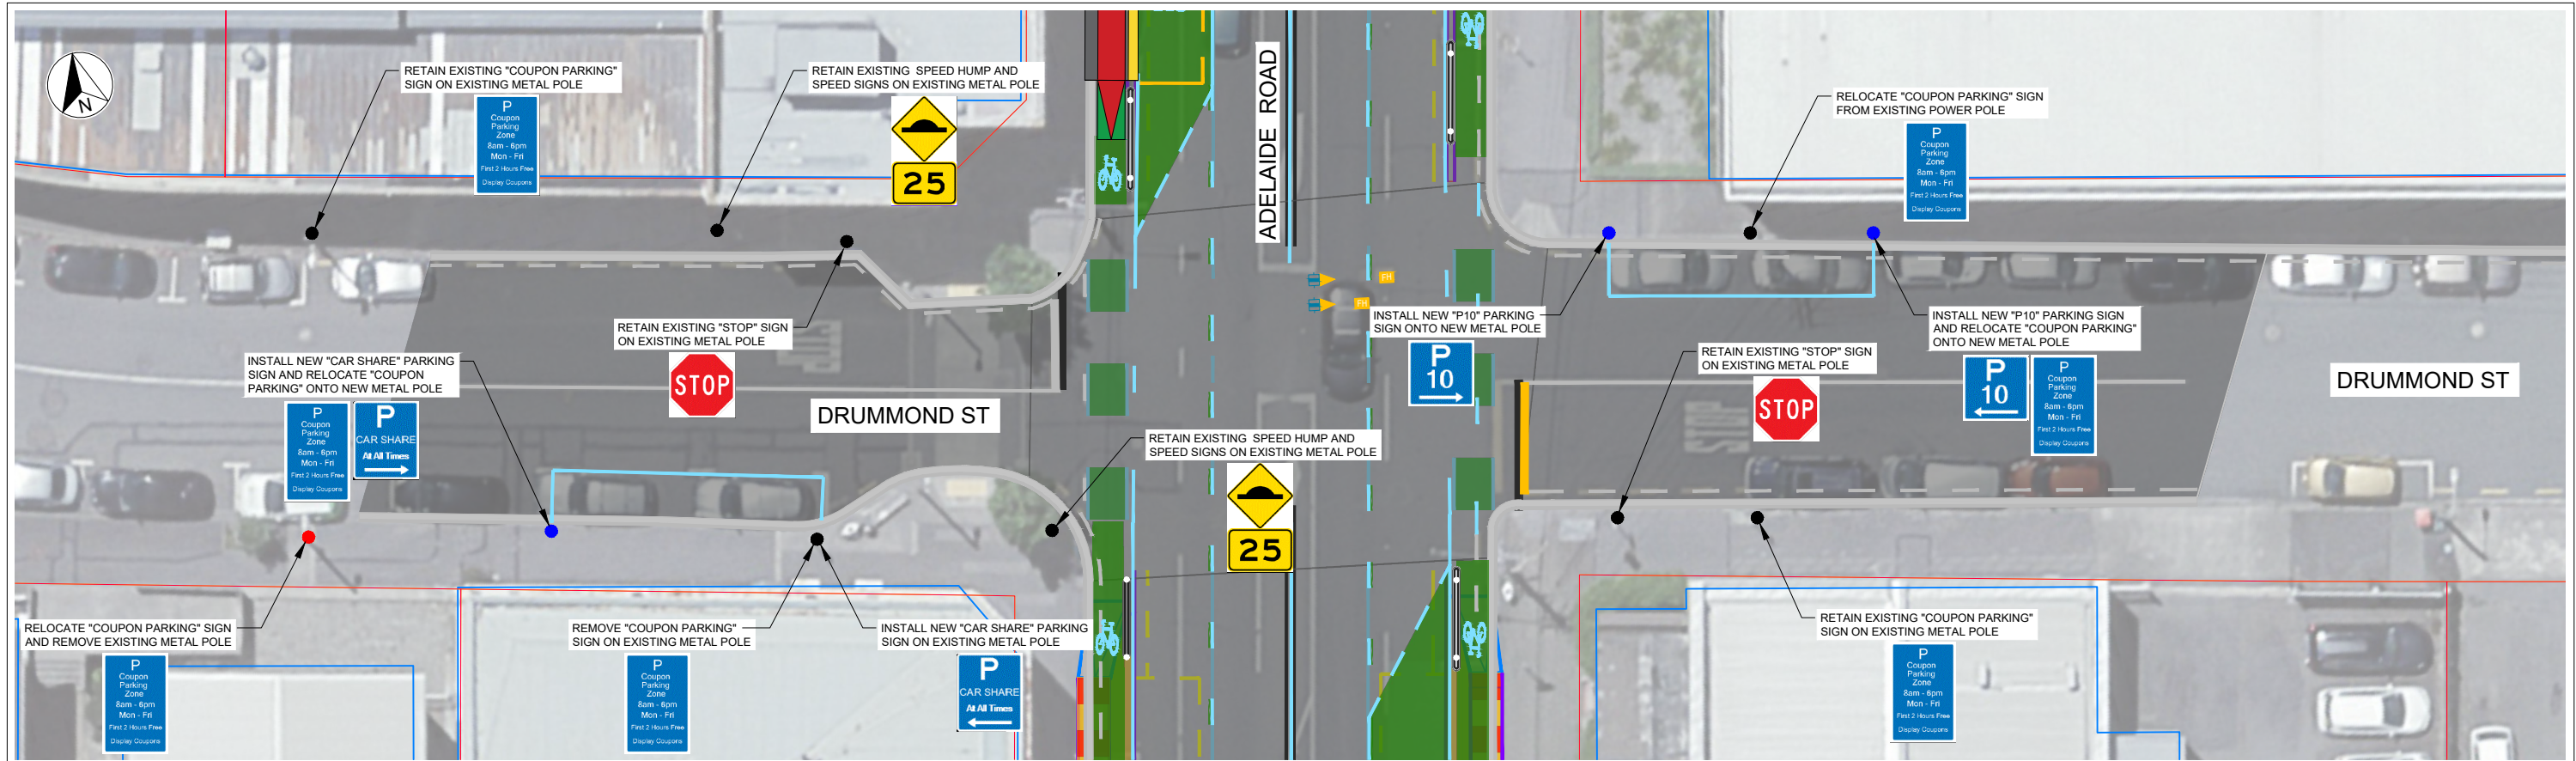 N
RETAIN EXISTING "COUPON PARKING"
SIGN ON EXISTING METAL POLE
P
Coupon
Parking
Zone
8am - 6pm
Mon - Fri
First 2 Hours Free
Display Coupons
RETAIN EXISTING SPEED HUMP AND
SPEED SIGNS ON EXISTING METAL POLE
25
ADELAIDE ROAD
RELOCATE "COUPON PARKING" SIGN
FROM EXISTING POWER POLE
P
Coupon
Parking
Zone
8am - 6pm
Mon - Fri
First 2 Hours Free
Display Coupons
FH
FH
RETAIN EXISTING "STOP" SIGN
ON EXISTING METAL POLE
STOP
INSTALL NEW "P10" PARKING
SIGN ONTO NEW METAL POLE
P
10
INSTALL NEW "P10" PARKING SIGN
AND RELOCATE "COUPON PARKING"
ONTO NEW METAL POLE
P
10
P
Coupon
Parking
Zone
8am - 6pm
Mon - Fri
First 2 Hours Free
Display Coupons
RETAIN EXISTING "STOP" SIGN
ON EXISTING METAL POLE
STOP
DRUMMOND ST
INSTALL NEW "CAR SHARE" PARKING
SIGN AND RELOCATE "COUPON
PARKING" ONTO NEW METAL POLE
P
Coupon
Parking
Zone
8am - 6pm
Mon - Fri
First 2 Hours Free
Display Coupons
P
CAR SHARE
At All Times
DRUMMOND ST
RETAIN EXISTING SPEED HUMP AND
SPEED SIGNS ON EXISTING METAL POLE
25
RELOCATE "COUPON PARKING" SIGN
AND REMOVE EXISTING METAL POLE
P
Coupon
Parking
Zone
8am - 6pm
Mon - Fri
First 2 Hours Free
Display Coupons
REMOVE "COUPON PARKING"
SIGN ON EXISTING METAL POLE
P
Coupon
Parking
Zone
8am - 6pm
Mon - Fri
First 2 Hours Free
Display Coupons
INSTALL NEW "CAR SHARE" PARKING
SIGN ON EXISTING METAL POLE
P
CAR SHARE
At All Times
RETAIN EXISTING "COUPON PARKING"
SIGN ON EXISTING METAL POLE
P
Coupon
Parking
Zone
8am - 6pm
Mon - Fri
First 2 Hours Free
Display Coupons